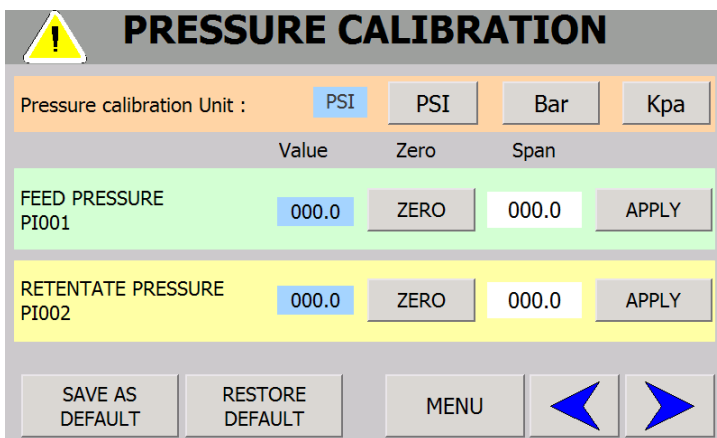 PRESSURE CALIBRATION
Pressure calibration Unit : PSI PSI Bar Kpa
Value Zero Span
FEED PRESSURE
PI001
000.0 ZERO 000.0 APPLY
RETENTATE PRESSURE
PI002
000.0 ZERO 000.0 APPLY
SAVE AS
DEFAULT
RESTORE
DEFAULT
MENU